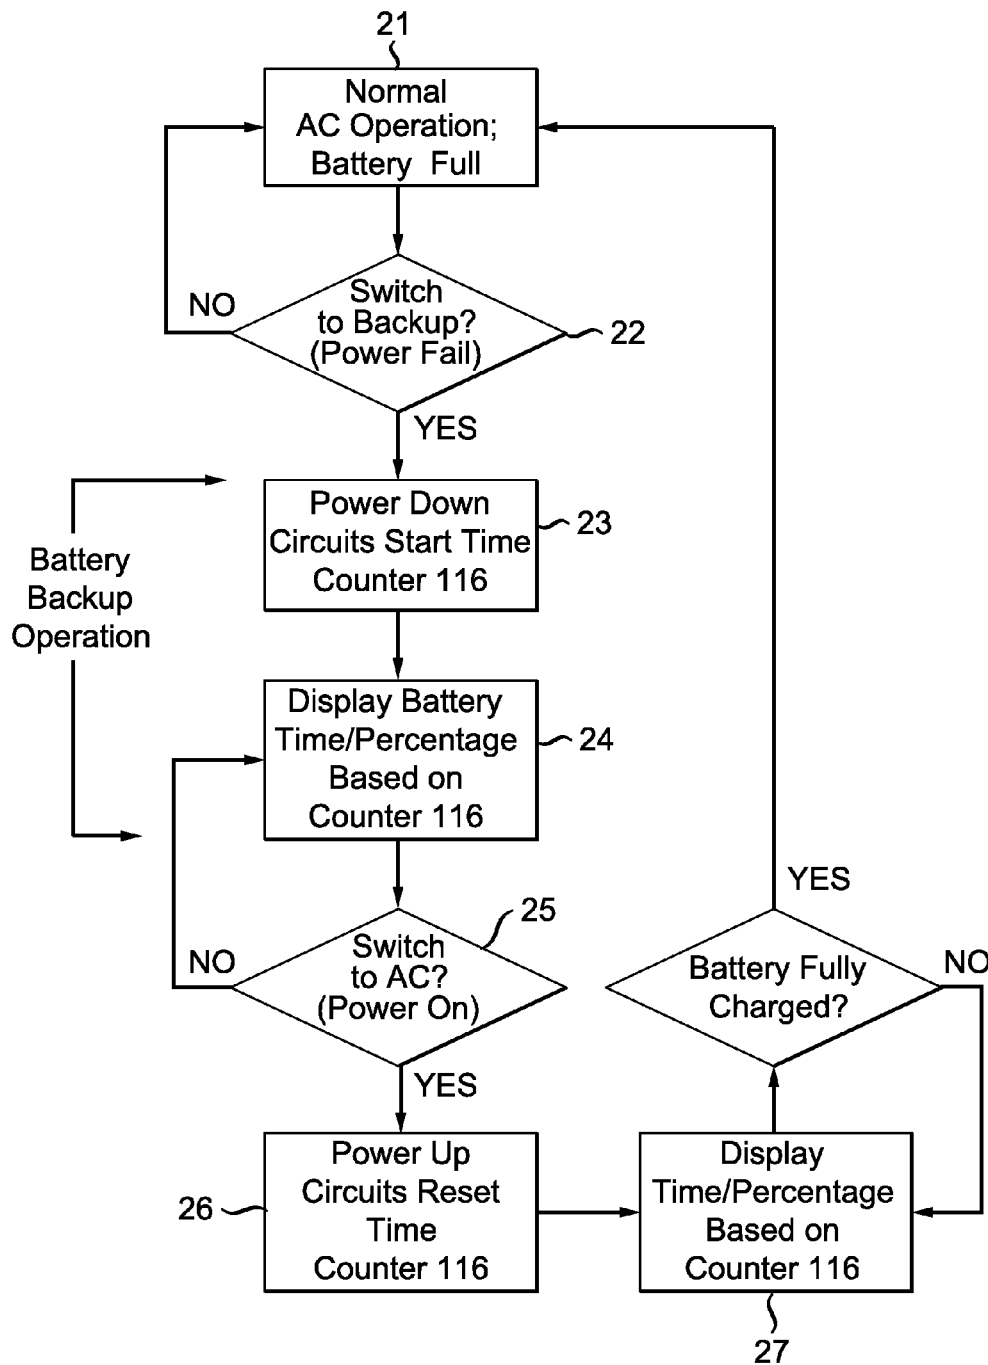 21
Normal
AC Operation;
Battery Full
NO
Switch
to Backup?
(Power Fail)
22
YES
Power Down
Circuits Start Time
Counter 116
23
Battery
Backup
Operation
Display Battery
Time/Percentage
Based on
Counter 116
24
25
NO
Switch
to AC?
(Power On)
YES
YES
Battery Fully
Charged?
NO
26
Power Up
Circuits Reset
Time
Counter 116
Display
Time/Percentage
Based on
Counter 116
27